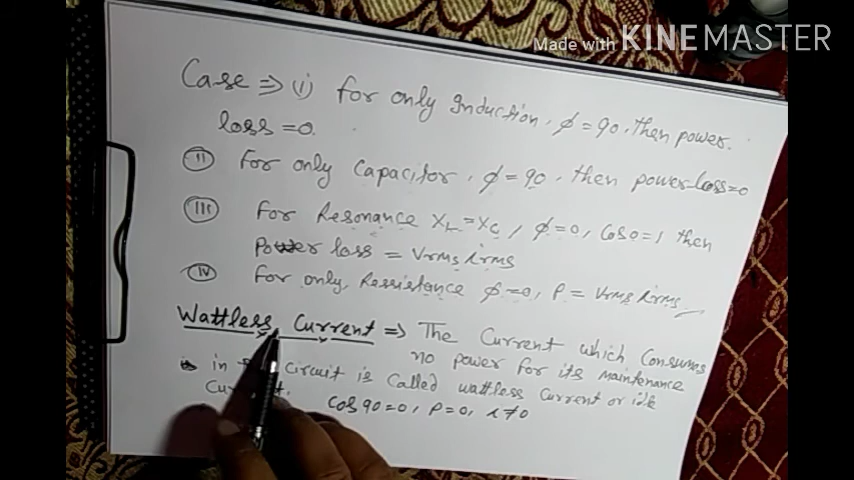 Made with KINEMASTER
Case ⇒ (i) for only Induction, ϕ = 90, then power
loss = 0.
(ii) For only Capacitor, ϕ = 90, then power loss = 0
(iii) For Resonance XL = XC, ϕ = 0, Cos0 = 1 then
Power loss = Vrms irms
(iv) For only, Ressistance ϕ = 0, P = Vrms irms
Wattless Current ⇒ The Current which Consumes
no power for its maintenance
in circuit is called wattless current or idle
Current.
cos 90 = 0, P = 0, i ≠ 0